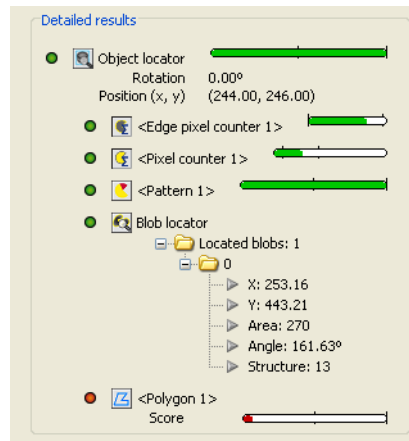 Detailed results
Object locator
Rotation 0.00º
Position (x, y) (244.00, 246.00)
<Edge pixel counter 1>
<Pixel counter 1>
<Pattern 1>
Blob locator
Located blobs: 1
0
X: 253.16
Y: 443.21
Area: 270
Angle: 161.63º
Structure: 13
<Polygon 1>
Score